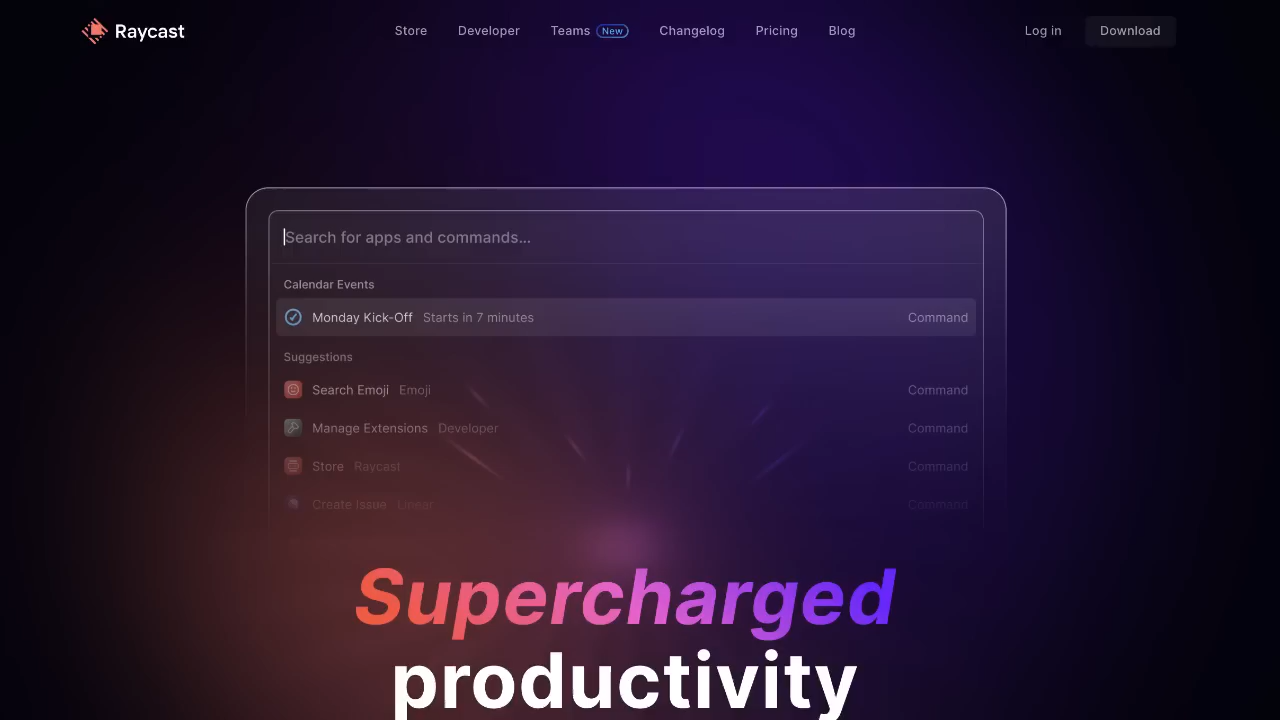 Raycast
Store Developer Teams New Changelog Pricing Blog Log in Download
Search for apps and commands...
Calendar Events
Monday Kick-Off Starts in 7 minutes Command
Suggestions
Search Emoji Emoji Command
Manage Extensions Developer Command
Store Raycast Command
Create Issue Linear Command
Supercharged
productivity